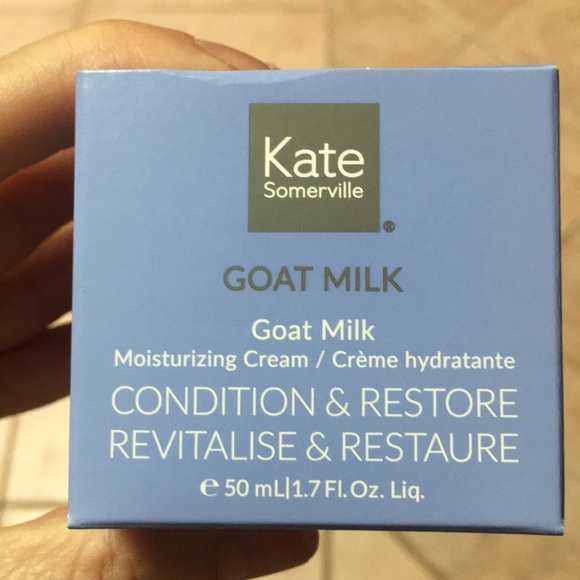 Kate
Somerville
®
GOAT MILK
Goat Milk
Moisturizing Cream / Crème hydratante
CONDITION & RESTORE
REVITALISE & RESTAURE
℮ 50 mL|1.7 Fl. Oz. Liq.